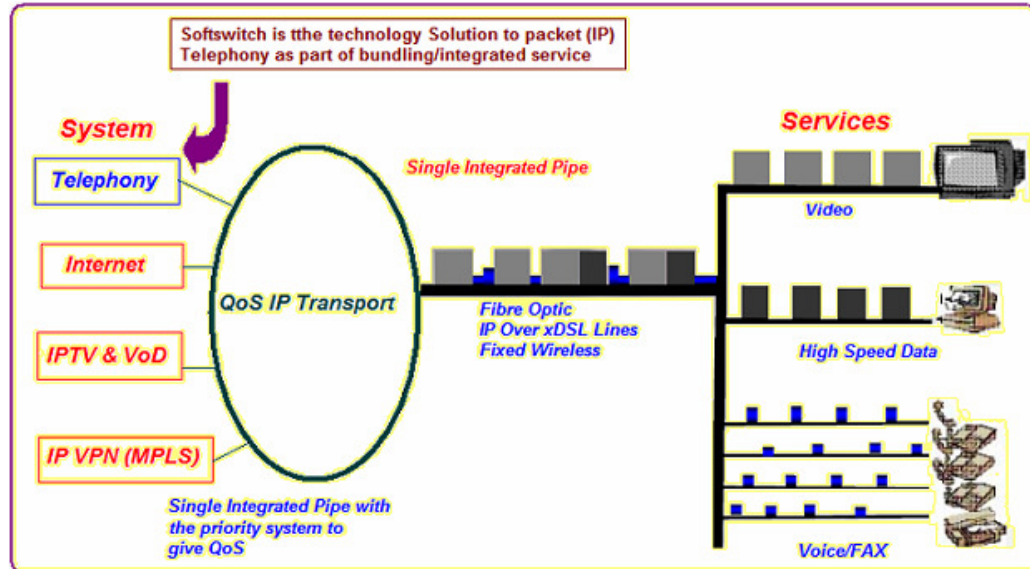 Softswitch is tthe technology Solution to packet (IP)
Telephony as part of bundling/integrated service
System
Services
Telephony
Single Integrated Pipe
Video
Internet
QoS IP Transport
Fibre Optic
IP Over xDSL Lines
Fixed Wireless
High Speed Data
IPTV & VoD
IP VPN (MPLS)
Single Integrated Pipe with
the priority system to
give QoS
Voice/FAX